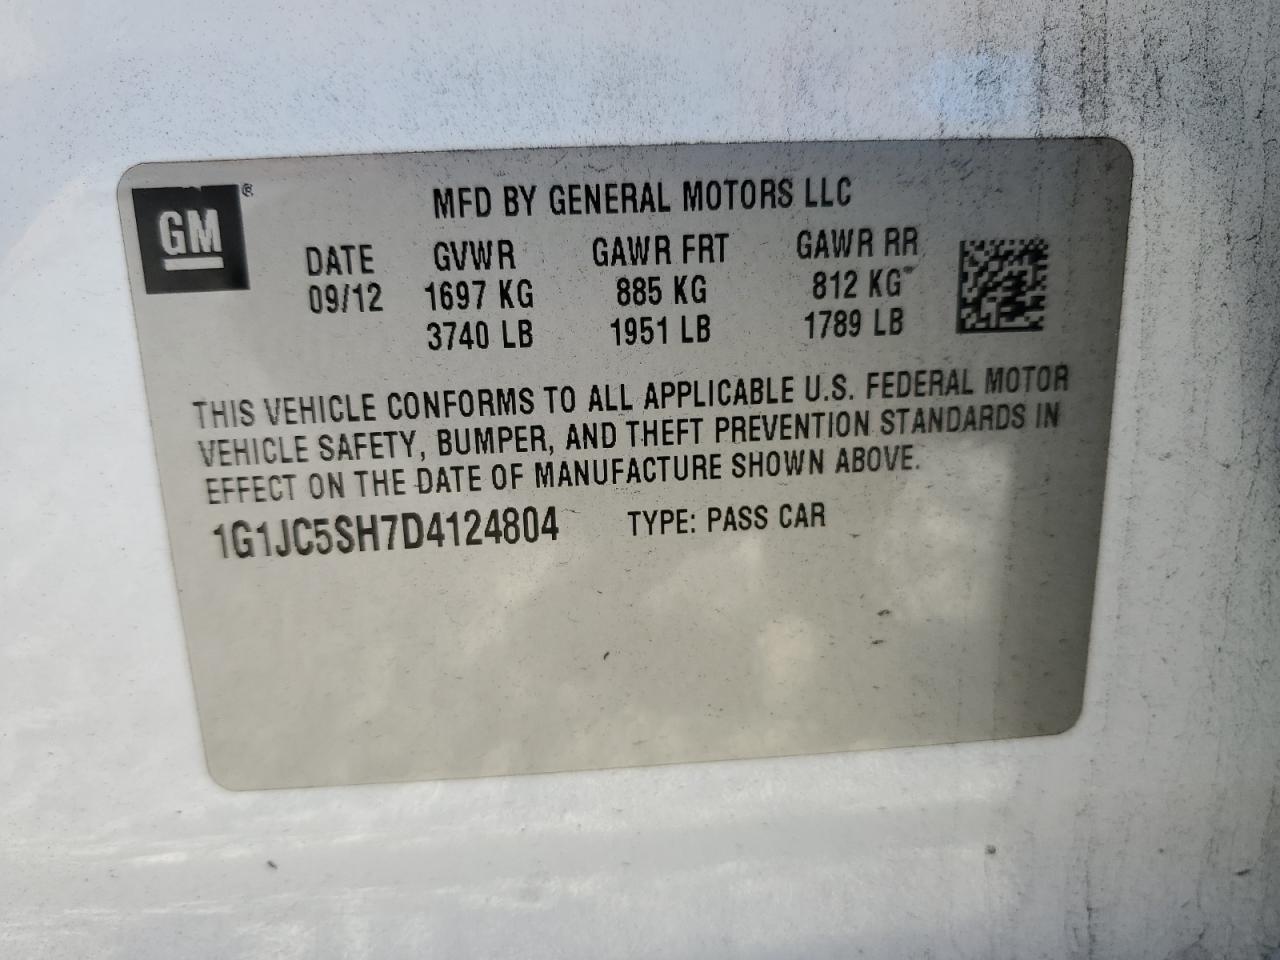 GM®
MFD BY GENERAL MOTORS LLC
DATE GVWR GAWR FRT GAWR RR
09/12 1697 KG 885 KG 812 KG
3740 LB 1951 LB 1789 LB
THIS VEHICLE CONFORMS TO ALL APPLICABLE U.S. FEDERAL MOTOR
VEHICLE SAFETY, BUMPER, AND THEFT PREVENTION STANDARDS IN
EFFECT ON THE DATE OF MANUFACTURE SHOWN ABOVE.
1G1JC5SH7D4124804 TYPE: PASS CAR